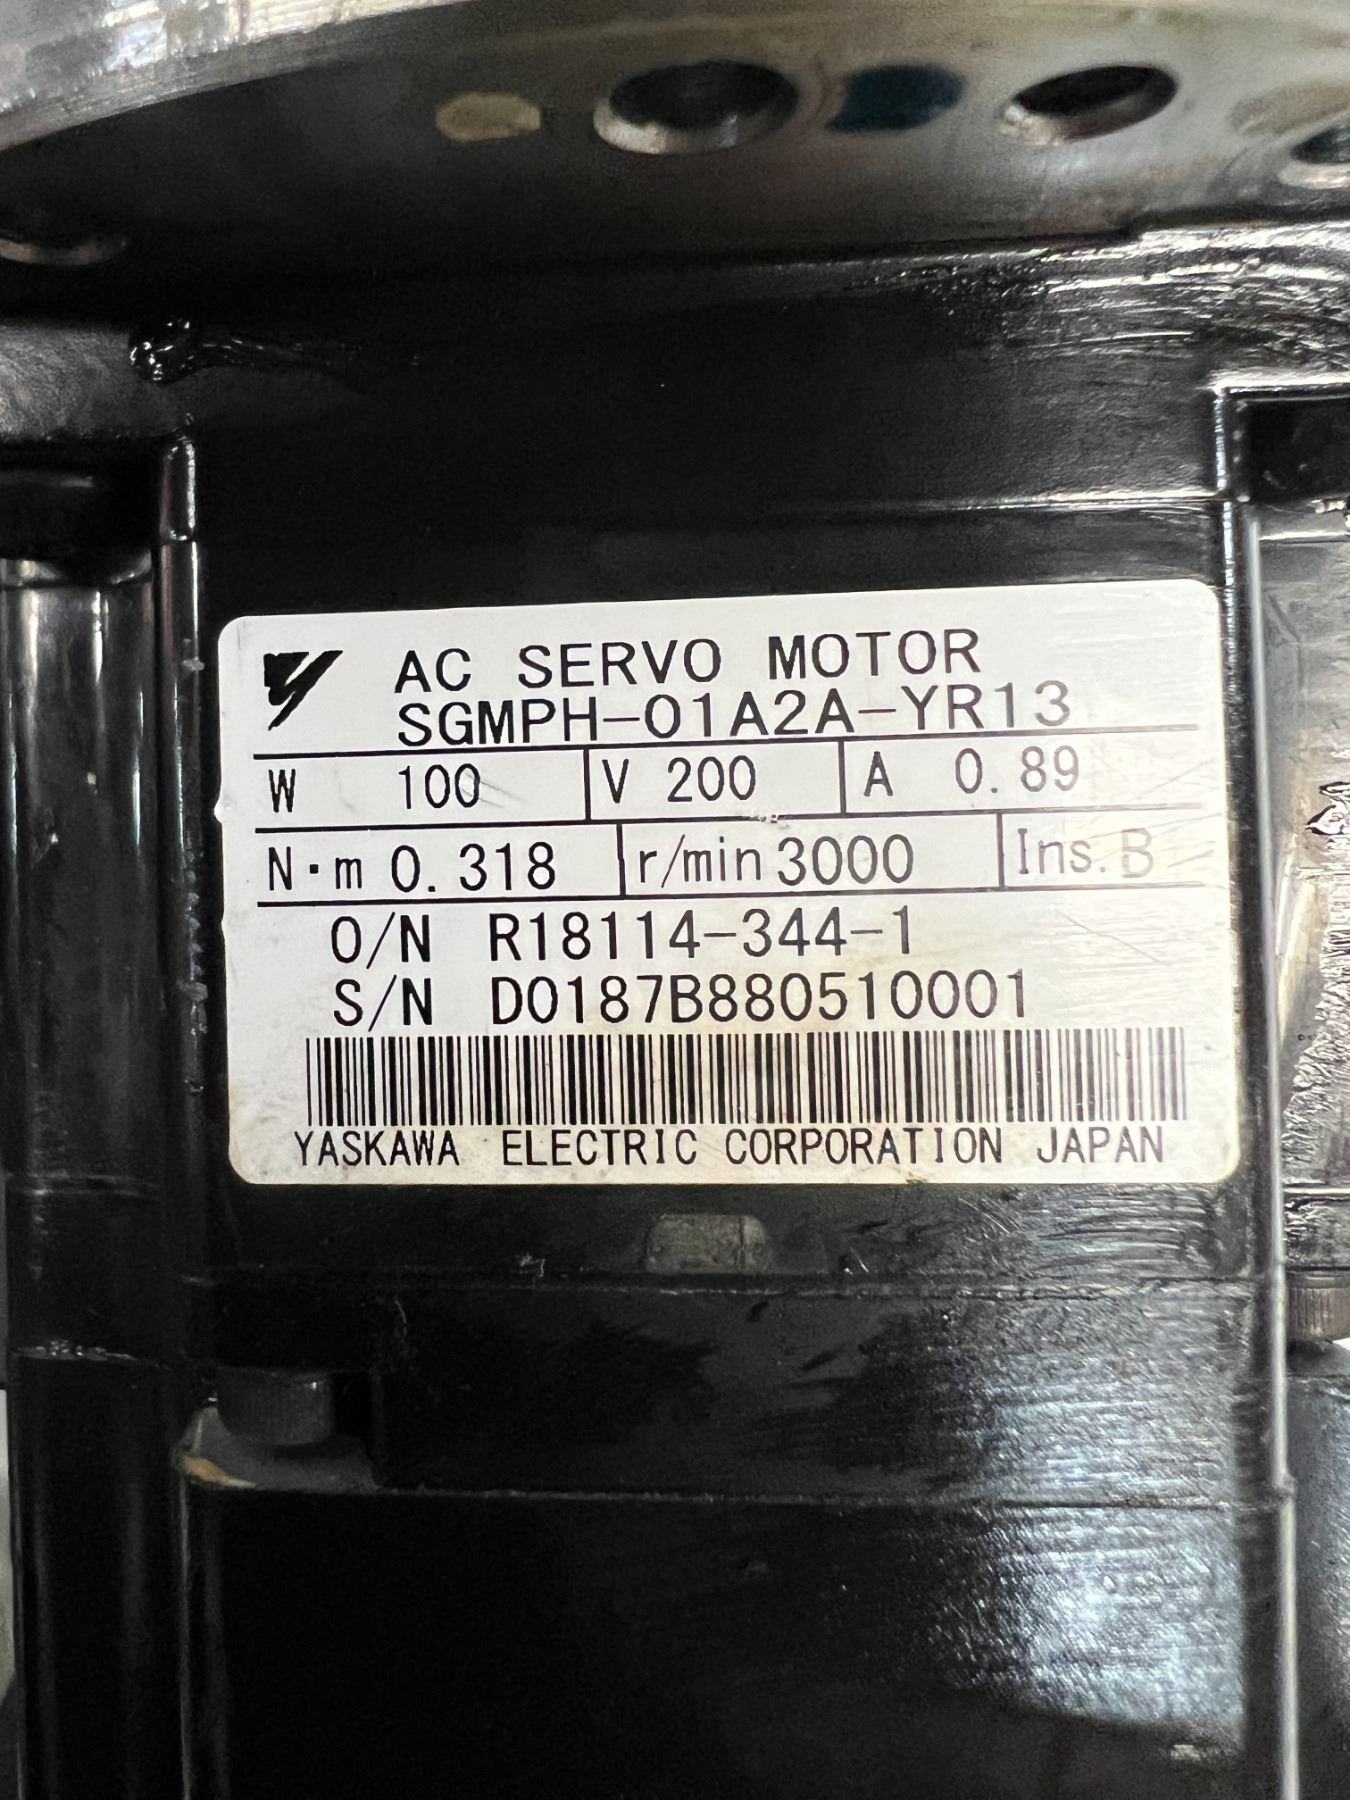 AC SERVO MOTOR
SGMPH-01A2A-YR13
W 100 V 200 A 0.89
N·m 0.318 r/min 3000 Ins.B
O/N R18114-344-1
S/N D0187B880510001
YASKAWA ELECTRIC CORPORATION JAPAN